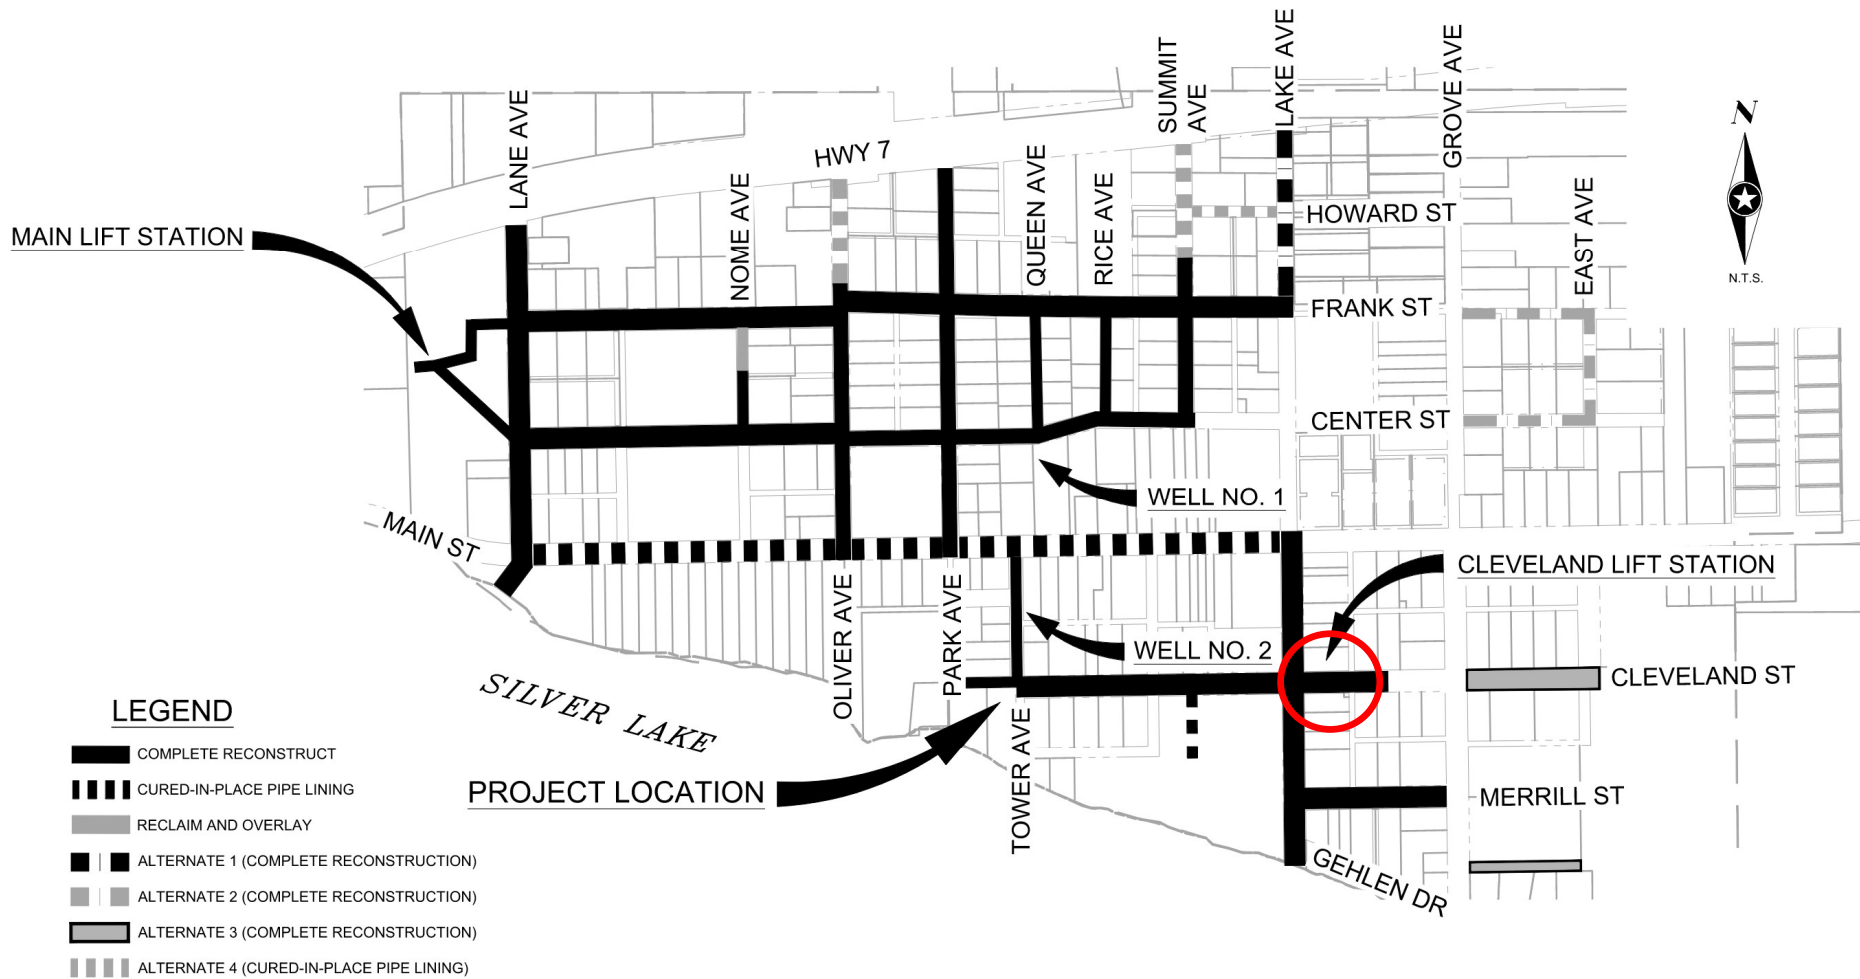 SUMMIT
AVE
LAKE AVE
GROVE AVE
LANE AVE
HWY 7
NOME AVE
QUEEN AVE
RICE AVE
HOWARD ST
EAST AVE
N
N.T.S.
MAIN LIFT STATION
FRANK ST
CENTER ST
WELL NO. 1
MAIN ST
CLEVELAND LIFT STATION
OLIVER AVE
PARK AVE
WELL NO. 2
CLEVELAND ST
SILVER LAKE
TOWER AVE
PROJECT LOCATION
MERRILL ST
GEHLEN DR
LEGEND
COMPLETE RECONSTRUCT
CURED-IN-PLACE PIPE LINING
RECLAIM AND OVERLAY
ALTERNATE 1 (COMPLETE RECONSTRUCTION)
ALTERNATE 2 (COMPLETE RECONSTRUCTION)
ALTERNATE 3 (COMPLETE RECONSTRUCTION)
ALTERNATE 4 (CURED-IN-PLACE PIPE LINING)